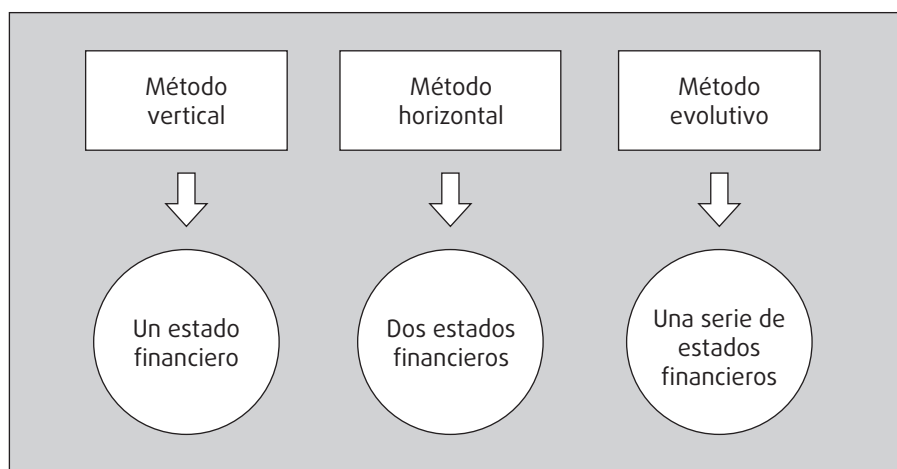 Método
vertical
Método
horizontal
Método
evolutivo
Un estado
financiero
Dos estados
financieros
Una serie de
estados
financieros